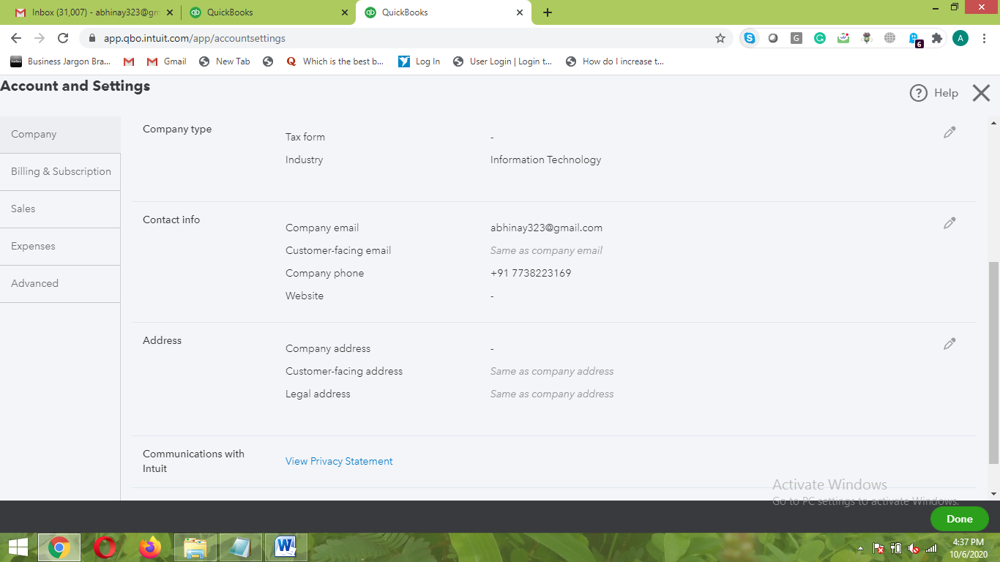 Inbox (31,007) - abhinay323@gm
QuickBooks
QuickBooks
app.qbo.intuit.com/app/accountsettings
A
6
Business Jargon Bra...
Gmail
New Tab
Which is the best b...
Log In
User Login | Login t...
How do I increase t...
Account and Settings
? Help
Company
Billing & Subscription
Sales
Expenses
Advanced
Company type
Tax form -
Industry Information Technology
Contact info
Company email abhinay323@gmail.com
Customer-facing email Same as company email
Company phone +91 7738223169
Website -
Address
Company address -
Customer-facing address Same as company address
Legal address Same as company address
Communications with
Intuit
View Privacy Statement
Activate Windows
Go to PC settings to activate Windows.
Done
4:37 PM
10/6/2020